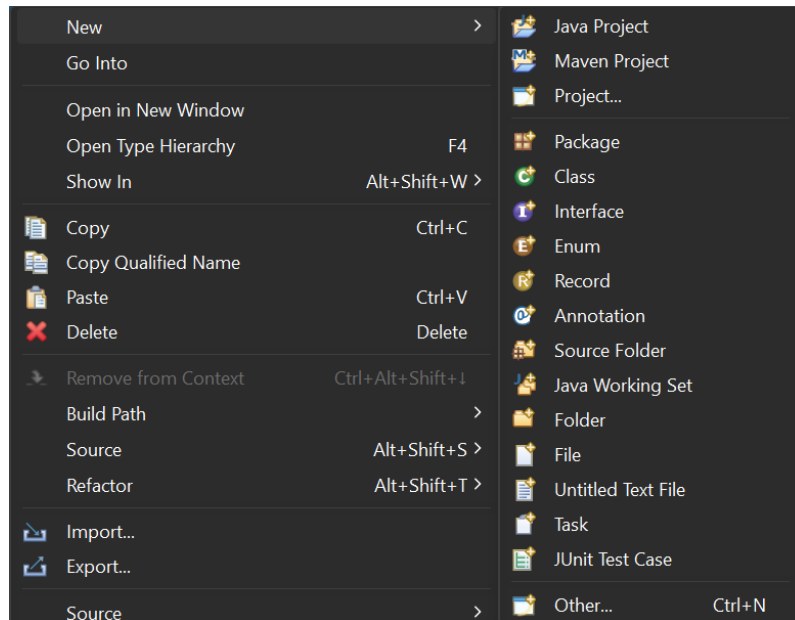 New >
Go Into
Open in New Window
Open Type Hierarchy F4
Show In Alt+Shift+W >
Copy Ctrl+C
Copy Qualified Name
Paste Ctrl+V
Delete Delete
Remove from Context Ctrl+Alt+Shift+↓
Build Path >
Source Alt+Shift+S >
Refactor Alt+Shift+T >
Import...
Export...
Source >
Java Project
Maven Project
Project...
Package
Class
Interface
Enum
Record
Annotation
Source Folder
Java Working Set
Folder
File
Untitled Text File
Task
JUnit Test Case
Other... Ctrl+N